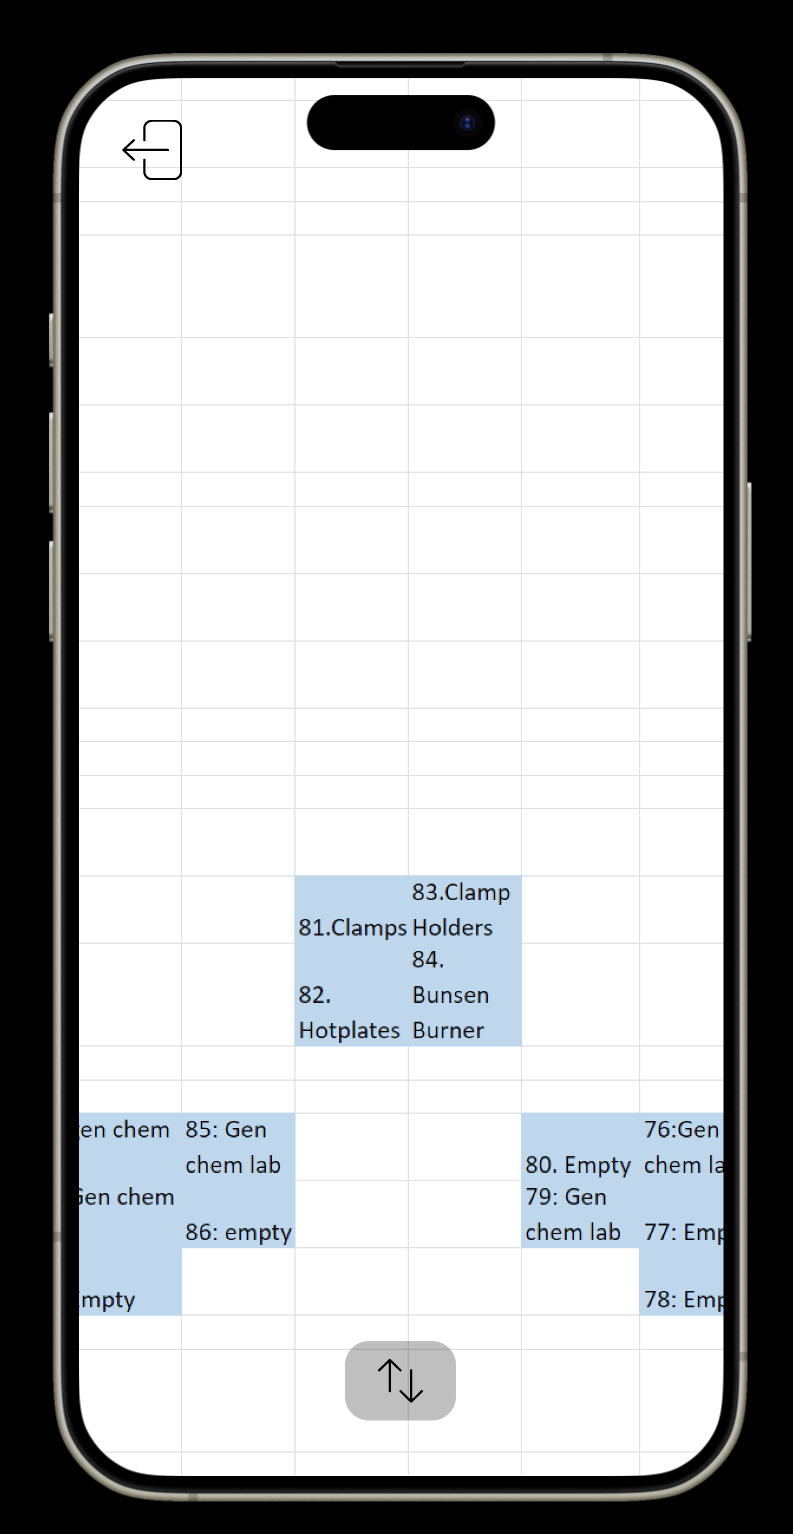 83.Clamp
81.Clamps Holders
84.
82. Bunsen
Hotplates Burner
en chem 85: Gen 76:Gen
chem lab 80. Empty chem la
Gen chem 79: Gen
86: empty chem lab 77: Emp
mpty 78: Emp